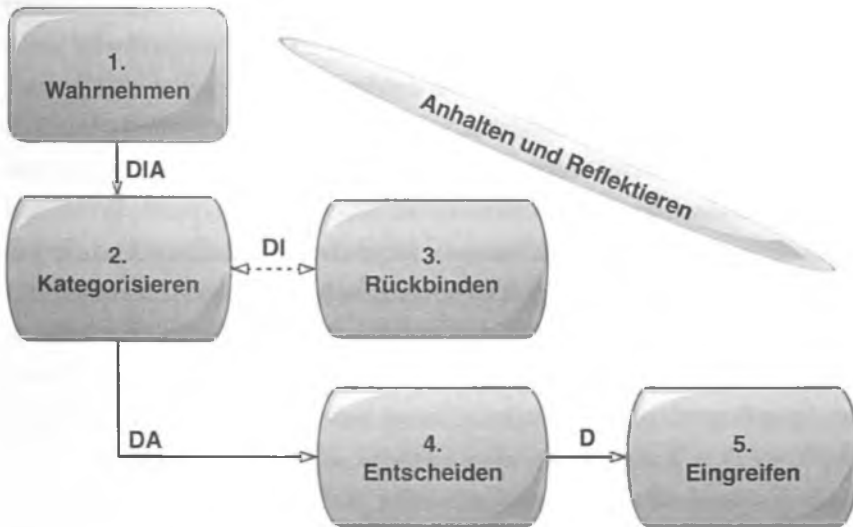 1.
Wahrnehmen
Anhalten und Reflektieren
DIA
2.
Kategorisieren
DI
3.
Rückbinden
DA
4.
Entscheiden
D
5.
Eingreifen